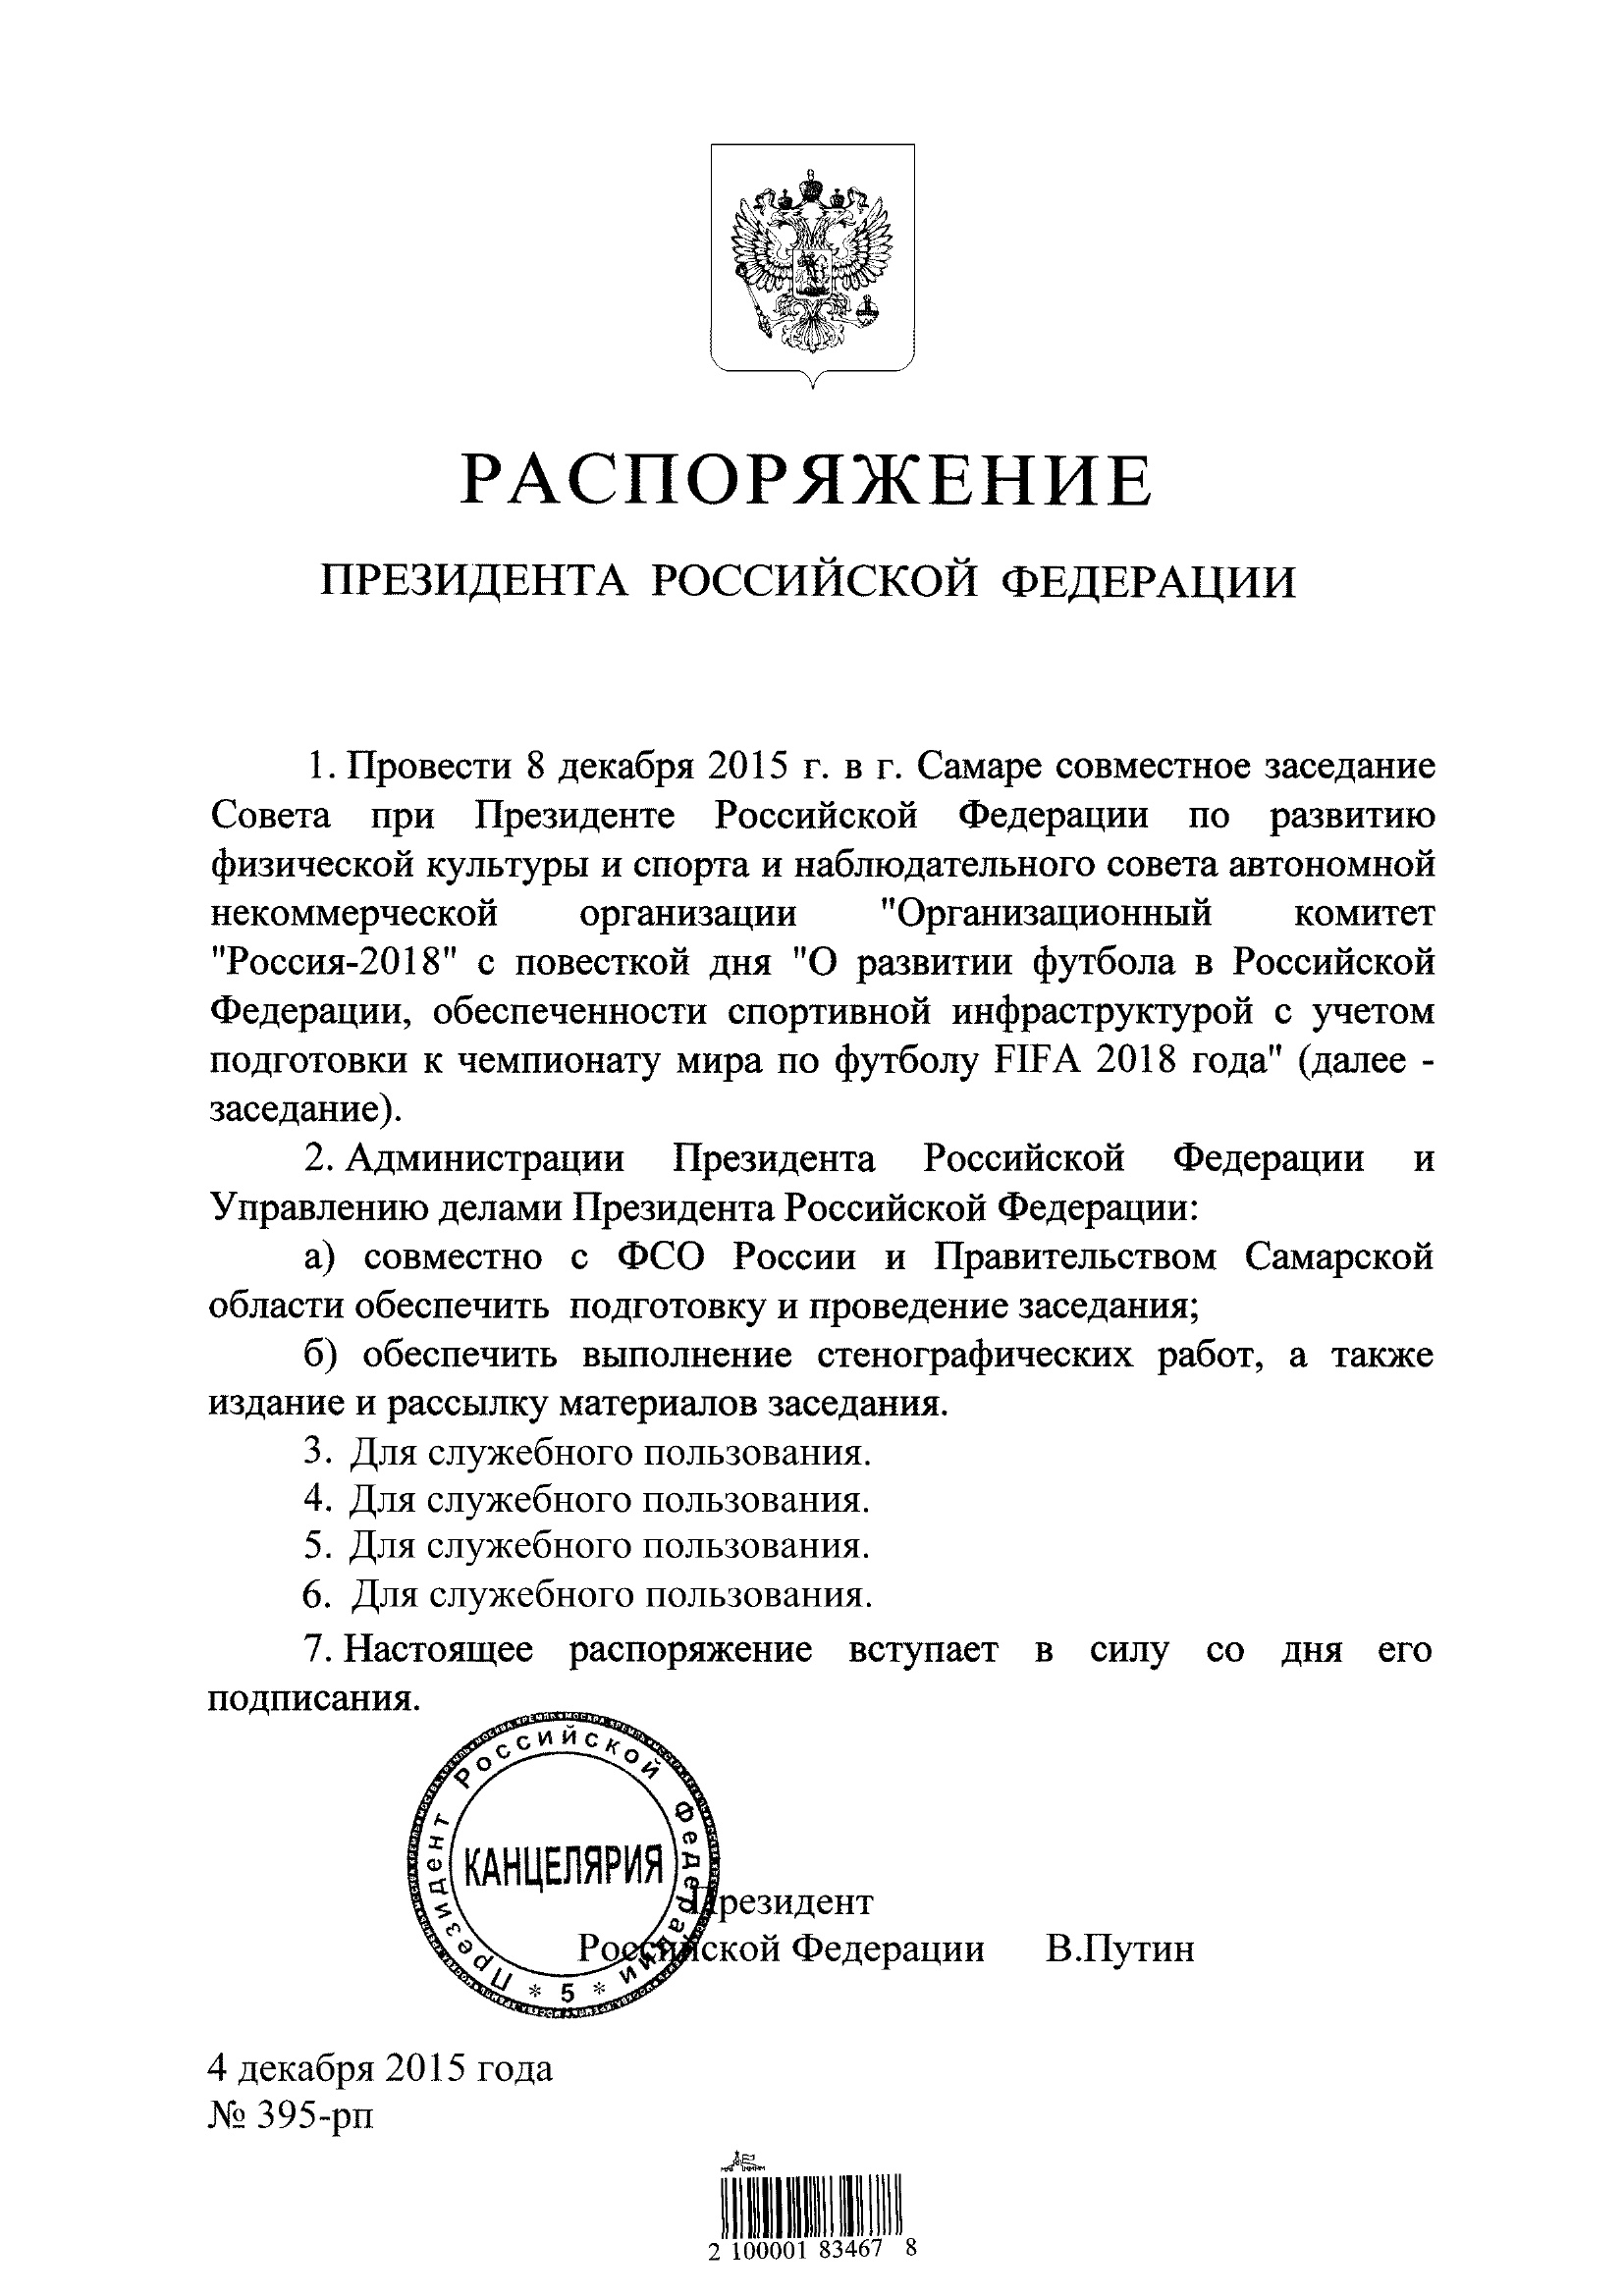 РАСПОРЯЖЕНИЕ
ПРЕЗИДЕНТА РОССИЙСКОЙ ФЕДЕРАЦИИ
1. Провести 8 декабря 2015 г. в г. Самаре совместное заседание
Совета при Президенте Российской Федерации по развитию
физической культуры и спорта и наблюдательного совета автономной
некоммерческой организации "Организационный комитет
"Россия-2018" с повесткой дня "О развитии футбола в Российской
Федерации, обеспеченности спортивной инфраструктурой с учетом
подготовки к чемпионату мира по футболу FIFA 2018 года" (далее -
заседание).
2. Администрации Президента Российской Федерации и
Управлению делами Президента Российской Федерации:
а) совместно с ФСО России и Правительством Самарской
области обеспечить подготовку и проведение заседания;
б) обеспечить выполнение стенографических работ, а также
издание и рассылку материалов заседания.
3. Для служебного пользования.
4. Для служебного пользования.
5. Для служебного пользования.
6. Для служебного пользования.
7. Настоящее распоряжение вступает в силу со дня его
подписания.
Президент Российской Федерации
КАНЦЕЛЯРИЯ
* 5 *
Президент
Российской Федерации В.Путин
4 декабря 2015 года
№ 395-рп
2 100001 83467 8